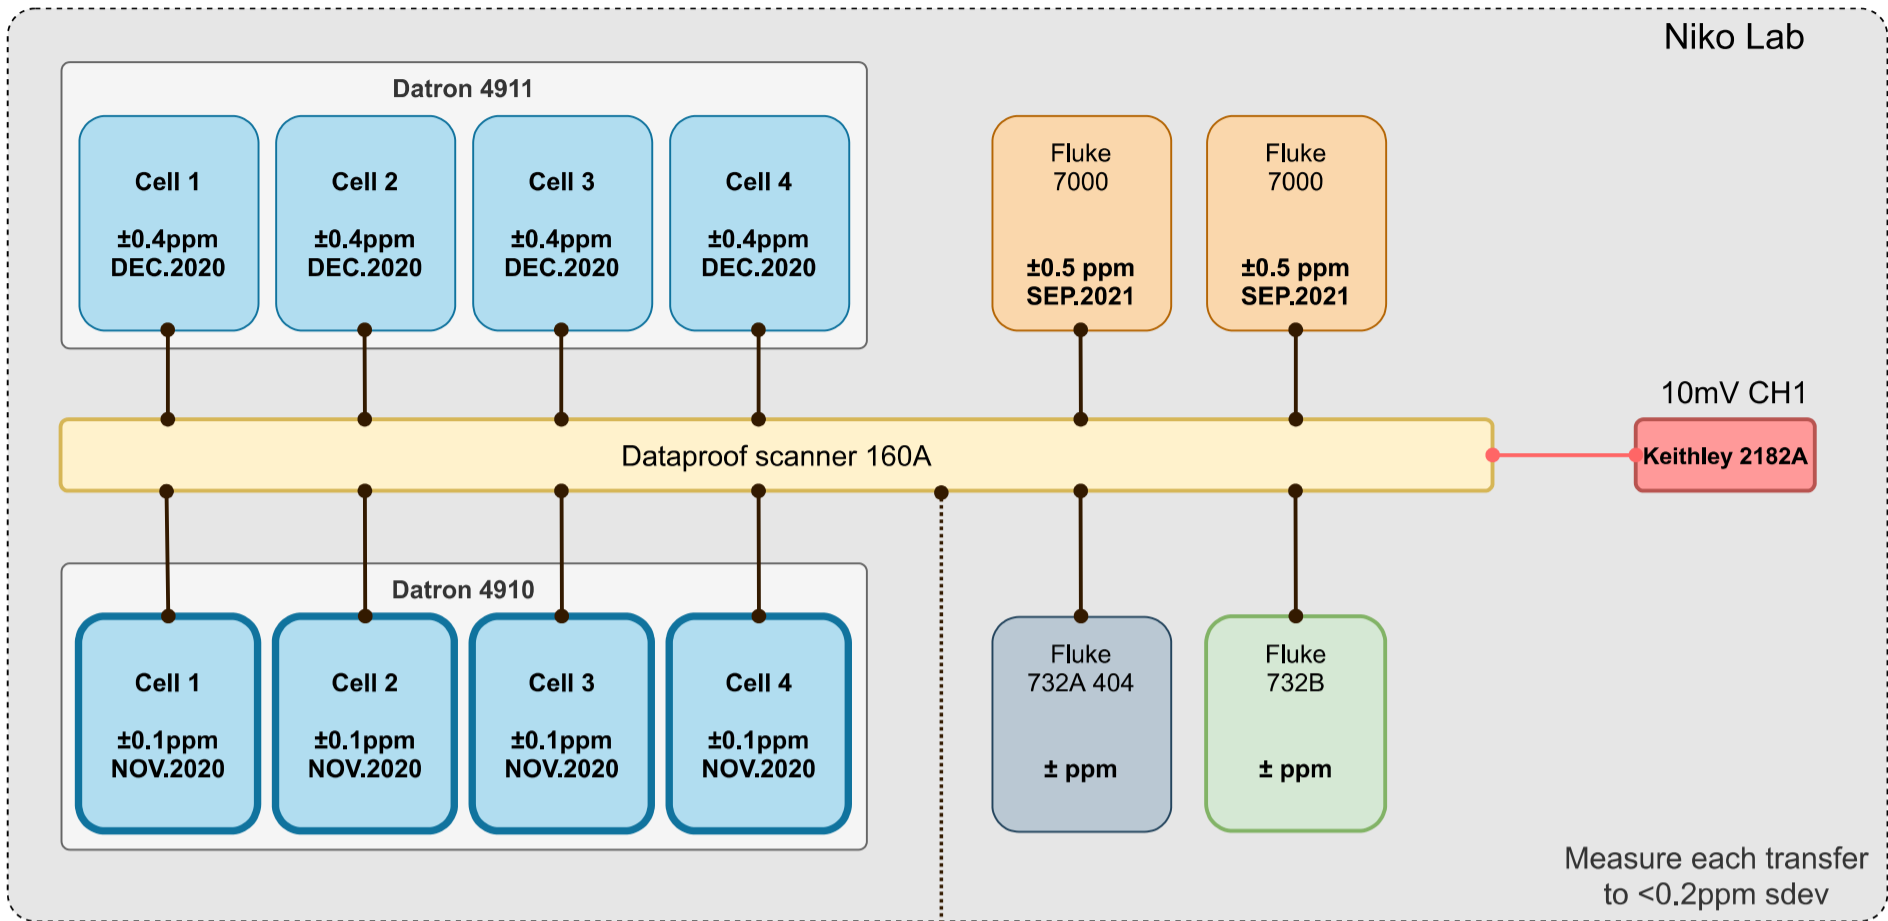 Niko Lab
Datron 4911
Cell 1
±0.4ppm
DEC.2020
Cell 2
±0.4ppm
DEC.2020
Cell 3
±0.4ppm
DEC.2020
Cell 4
±0.4ppm
DEC.2020
Fluke
7000
±0.5 ppm
SEP.2021
Fluke
7000
±0.5 ppm
SEP.2021
10mV CH1
Dataproof scanner 160A
Keithley 2182A
Datron 4910
Cell 1
±0.1ppm
NOV.2020
Cell 2
±0.1ppm
NOV.2020
Cell 3
±0.1ppm
NOV.2020
Cell 4
±0.1ppm
NOV.2020
Fluke
732A 404
± ppm
Fluke
732B
± ppm
Measure each transfer
to <0.2ppm sdev